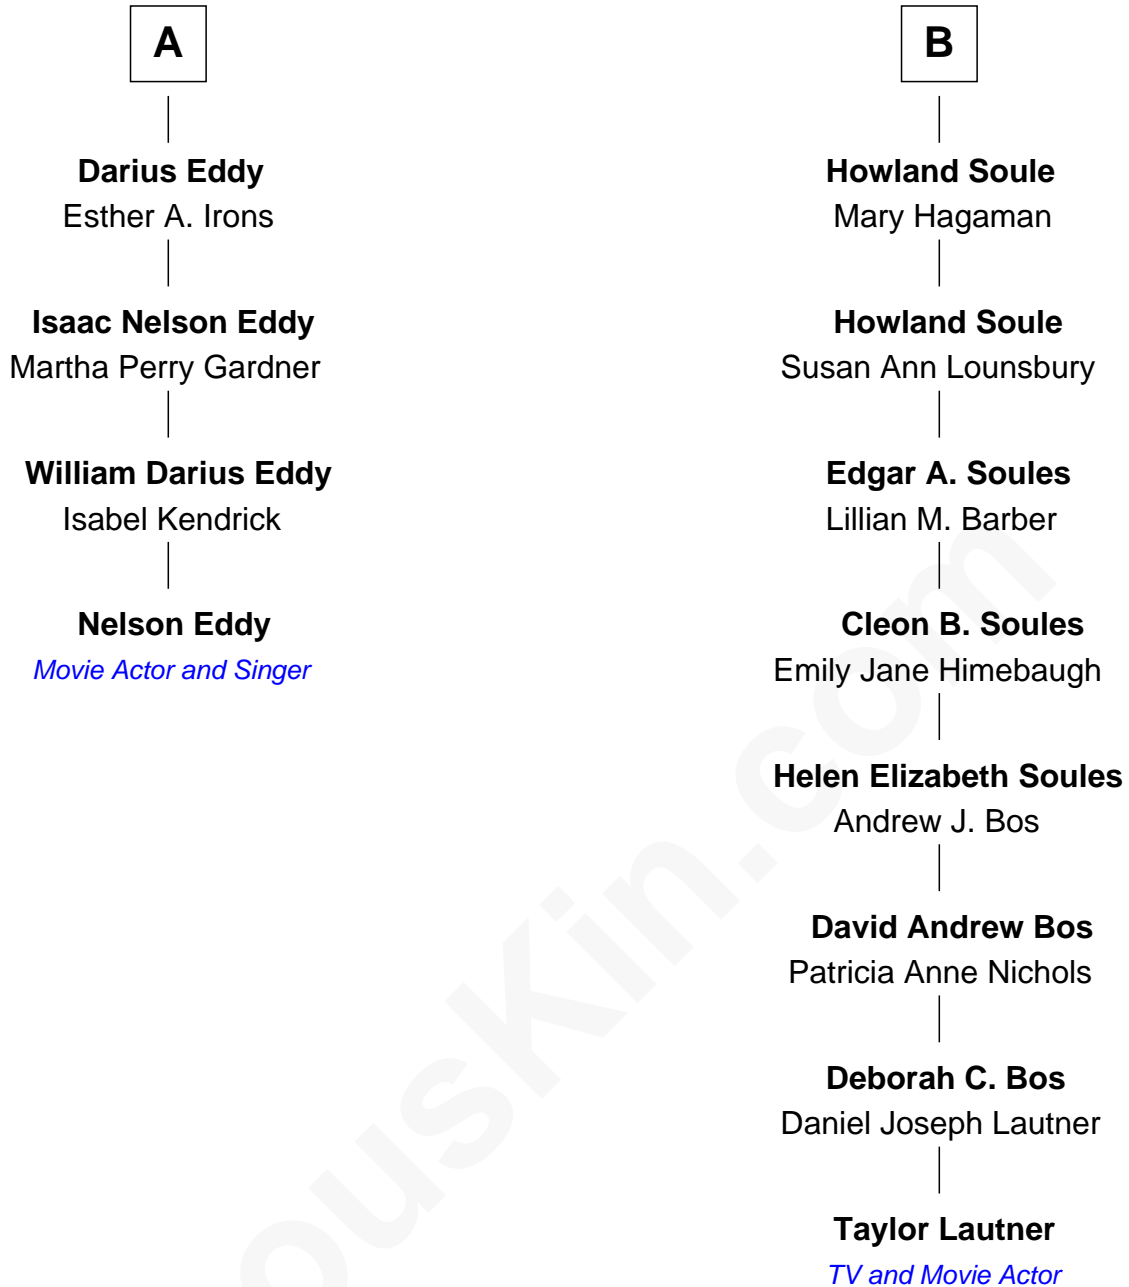 A
Darius Eddy
Esther A. Irons
Isaac Nelson Eddy
Martha Perry Gardner
William Darius Eddy
Isabel Kendrick
Nelson Eddy
Movie Actor and Singer
B
Howland Soule
Mary Hagaman
Howland Soule
Susan Ann Lounsbury
Edgar A. Soules
Lillian M. Barber
Cleon B. Soules
Emily Jane Himebaugh
Helen Elizabeth Soules
Andrew J. Bos
David Andrew Bos
Patricia Anne Nichols
Deborah C. Bos
Daniel Joseph Lautner
Taylor Lautner
TV and Movie Actor
ousKin.com